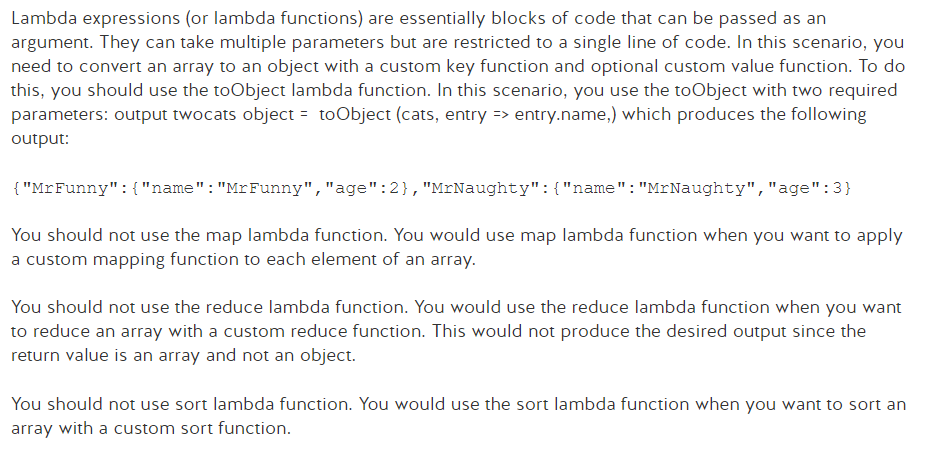 Lambda expressions (or lambda functions) are essentially blocks of code that can be passed as an
argument. They can take multiple parameters but are restricted to a single line of code. In this scenario, you
need to convert an array to an object with a custom key function and optional custom value function. To do
this, you should use the toObject lambda function. In this scenario, you use the toObject with two required
parameters: output twocats object = toObject (cats, entry => entry.name,) which produces the following
output:
{"MrFunny":{"name":"MrFunny","age":2},"MrNaughty":{"name":"MrNaughty","age":3}
You should not use the map lambda function. You would use map lambda function when you want to apply
a custom mapping function to each element of an array.
You should not use the reduce lambda function. You would use the reduce lambda function when you want
to reduce an array with a custom reduce function. This would not produce the desired output since the
return value is an array and not an object.
You should not use sort lambda function. You would use the sort lambda function when you want to sort an
array with a custom sort function.